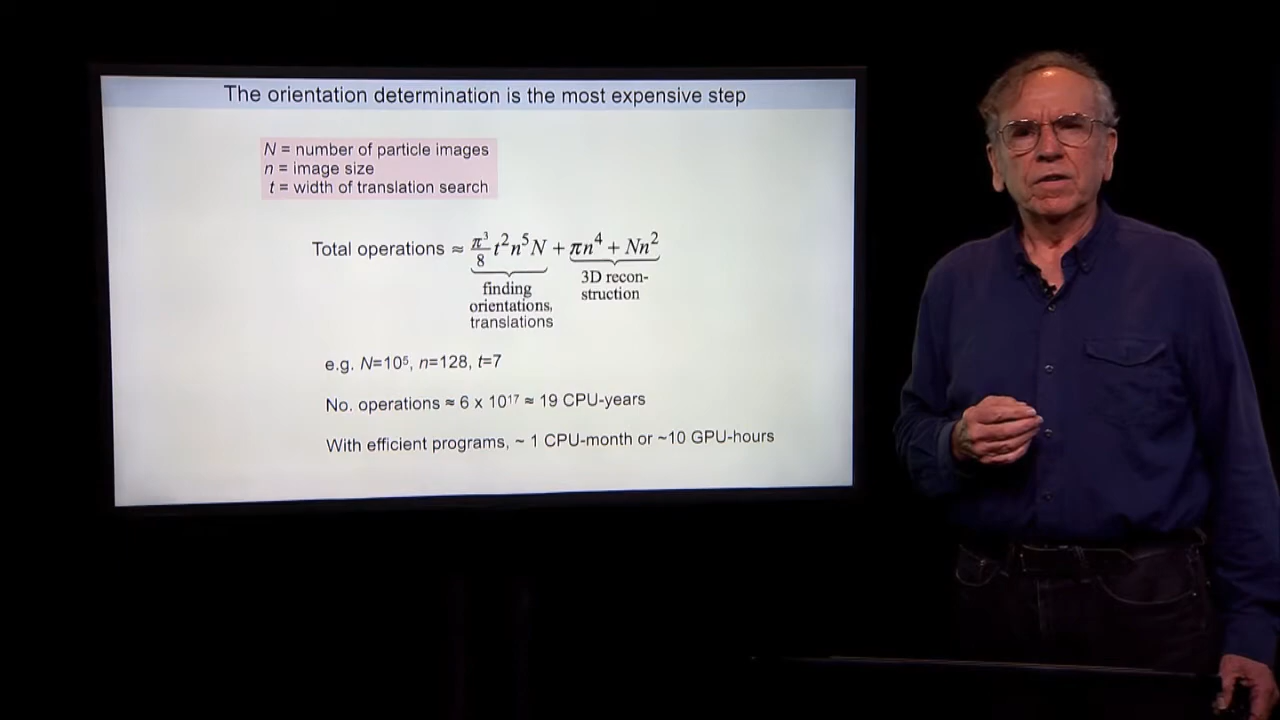 The orientation determination is the most expensive step
N = number of particle images
n = image size
t = width of translation search
Total operations ≈ π³/8 t²n⁵N + πn⁴ + Nn²
finding
orientations,
translations
3D recon-
struction
e.g. N=10⁵, n=128, t=7
No. operations ≈ 6 x 10¹⁷ ≈ 19 CPU-years
With efficient programs, ~ 1 CPU-month or ~10 GPU-hours